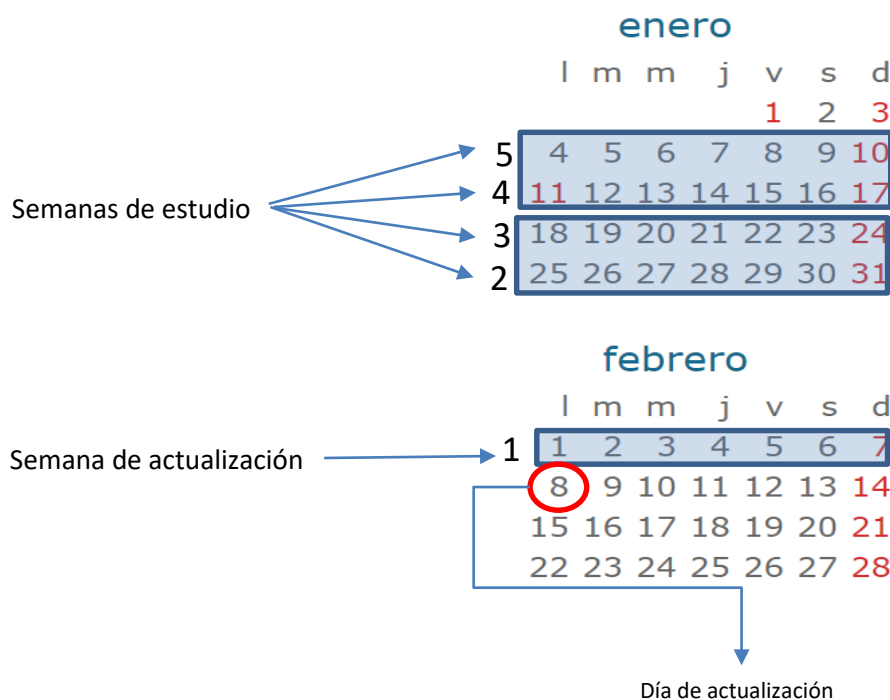 enero
l m m j v s d
1 2 3
5 4 5 6 7 8 9 10
4 11 12 13 14 15 16 17
Semanas de estudio
3 18 19 20 21 22 23 24
2 25 26 27 28 29 30 31
febrero
l m m j v s d
Semana de actualización
1 1 2 3 4 5 6 7
8 9 10 11 12 13 14
15 16 17 18 19 20 21
22 23 24 25 26 27 28
Día de actualización